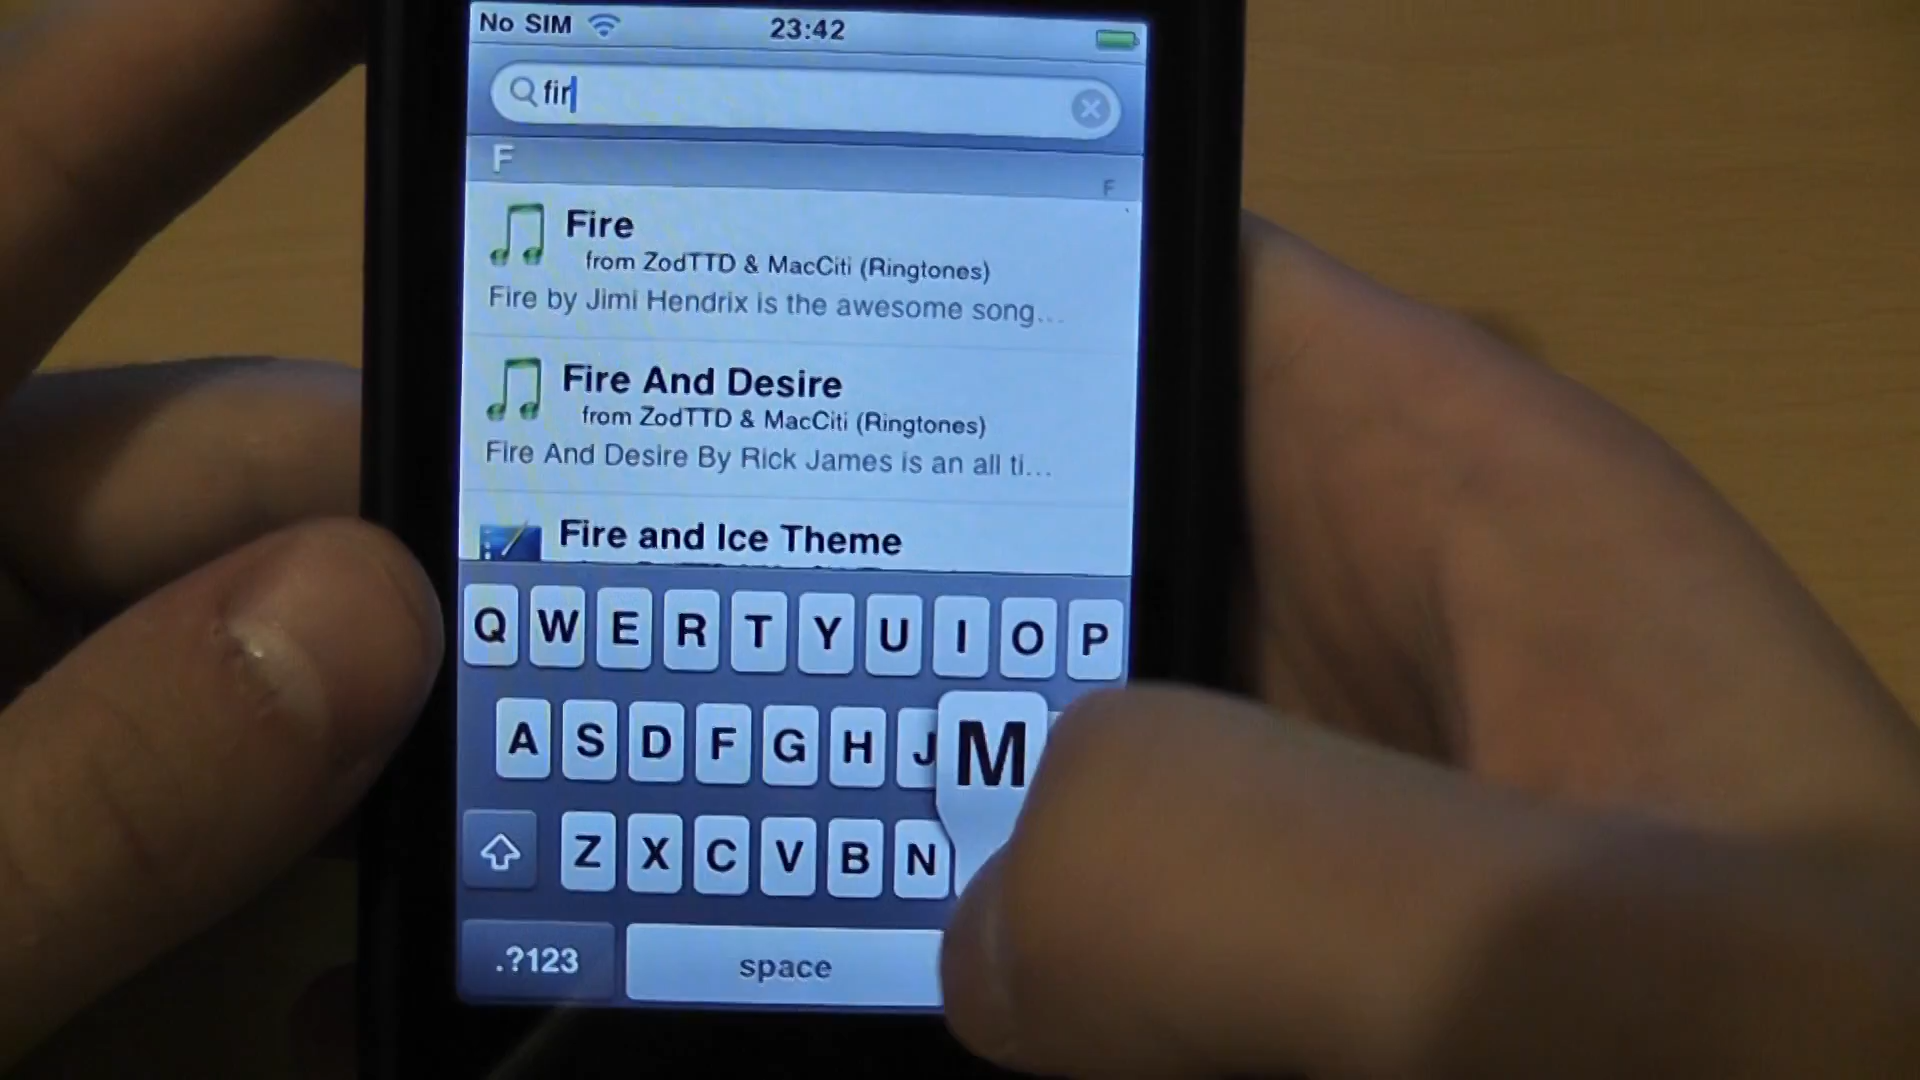 No SIM 23:42
fir
F
F
Fire
from ZodTTD & MacCiti (Ringtones)
Fire by Jimi Hendrix is the awesome song...
Fire And Desire
from ZodTTD & MacCiti (Ringtones)
Fire And Desire By Rick James is an all ti...
Fire and Ice Theme
Q W E R T Y U I O P
A S D F G H J M
Z X C V B N
.?123 space